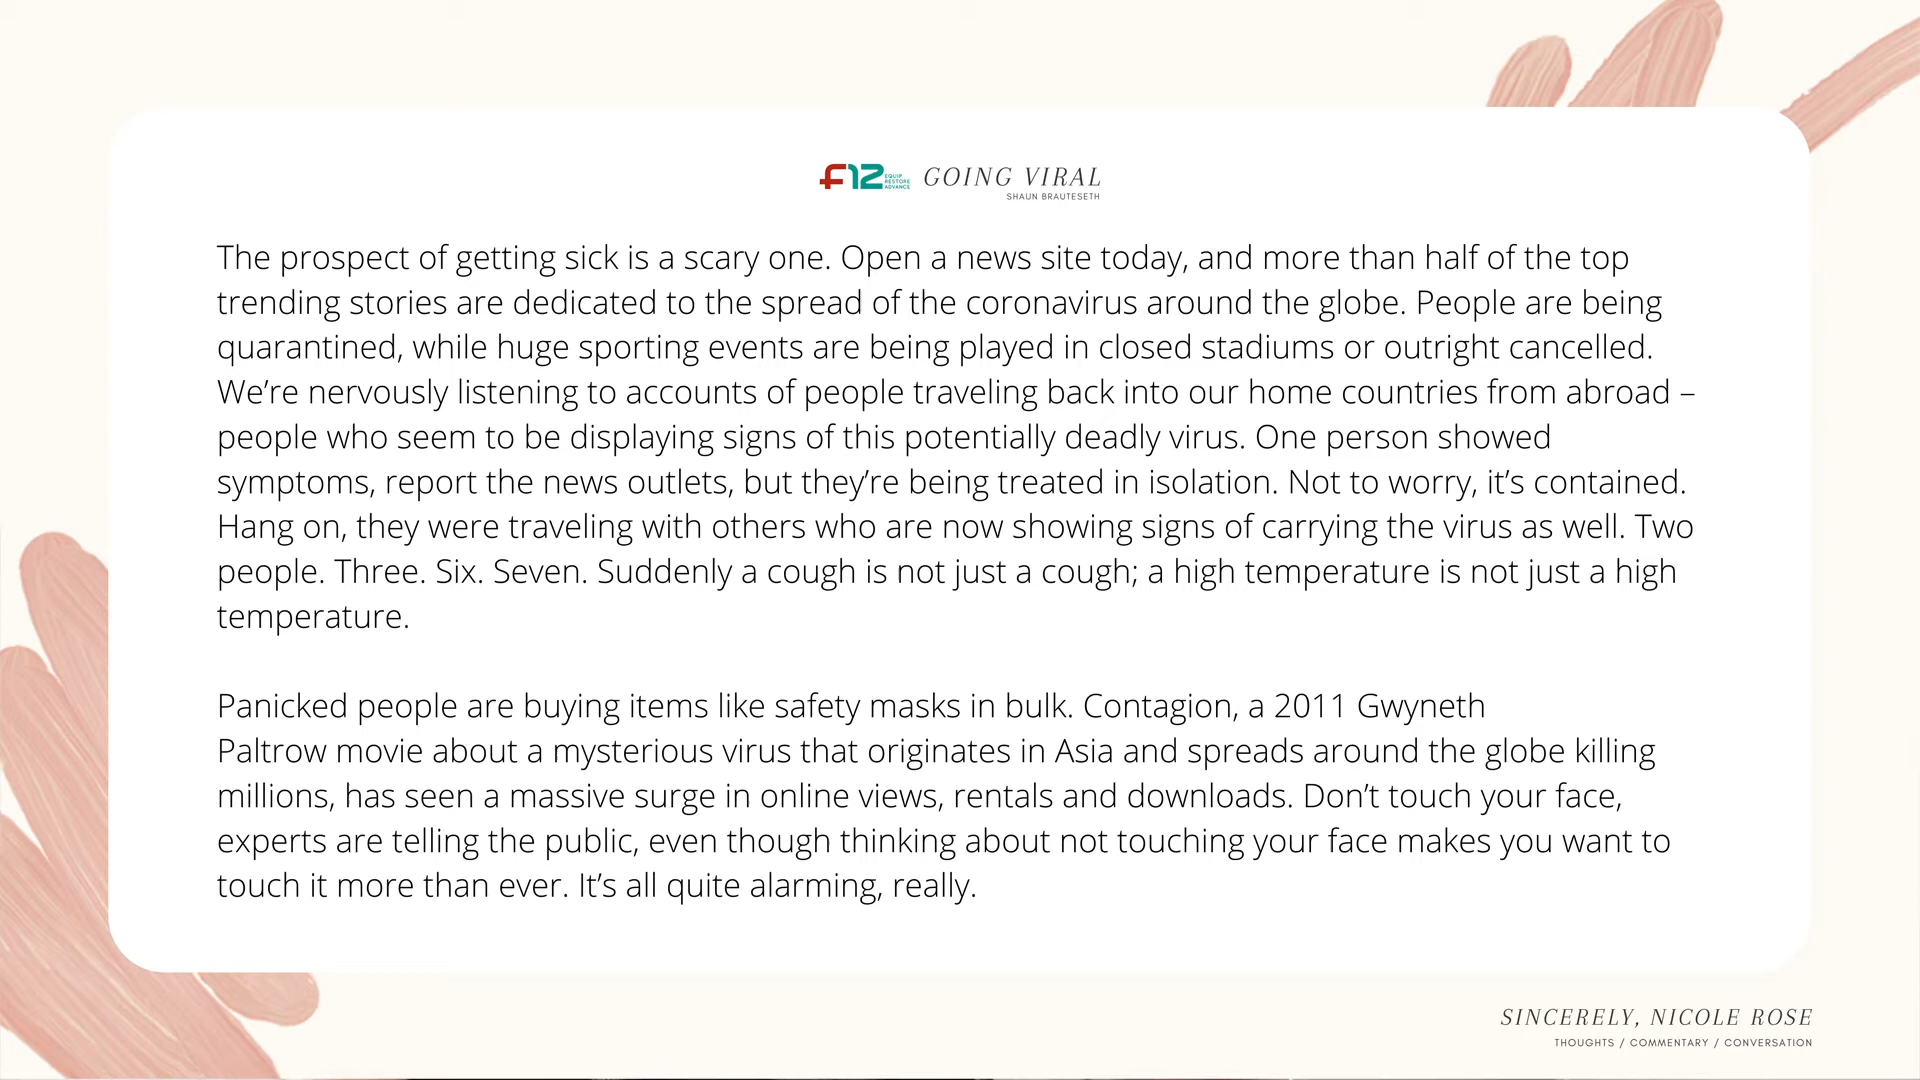 F12 EQUIP
RESTORE
ADVANCE
GOING VIRAL
SHAUN BRAUTESETH
The prospect of getting sick is a scary one. Open a news site today, and more than half of the top
trending stories are dedicated to the spread of the coronavirus around the globe. People are being
quarantined, while huge sporting events are being played in closed stadiums or outright cancelled.
We’re nervously listening to accounts of people traveling back into our home countries from abroad –
people who seem to be displaying signs of this potentially deadly virus. One person showed
symptoms, report the news outlets, but they’re being treated in isolation. Not to worry, it’s contained.
Hang on, they were traveling with others who are now showing signs of carrying the virus as well. Two
people. Three. Six. Seven. Suddenly a cough is not just a cough; a high temperature is not just a high
temperature.
Panicked people are buying items like safety masks in bulk. Contagion, a 2011 Gwyneth
Paltrow movie about a mysterious virus that originates in Asia and spreads around the globe killing
millions, has seen a massive surge in online views, rentals and downloads. Don’t touch your face,
experts are telling the public, even though thinking about not touching your face makes you want to
touch it more than ever. It’s all quite alarming, really.
SINCERELY, NICOLE ROSE
THOUGHTS / COMMENTARY / CONVERSATION